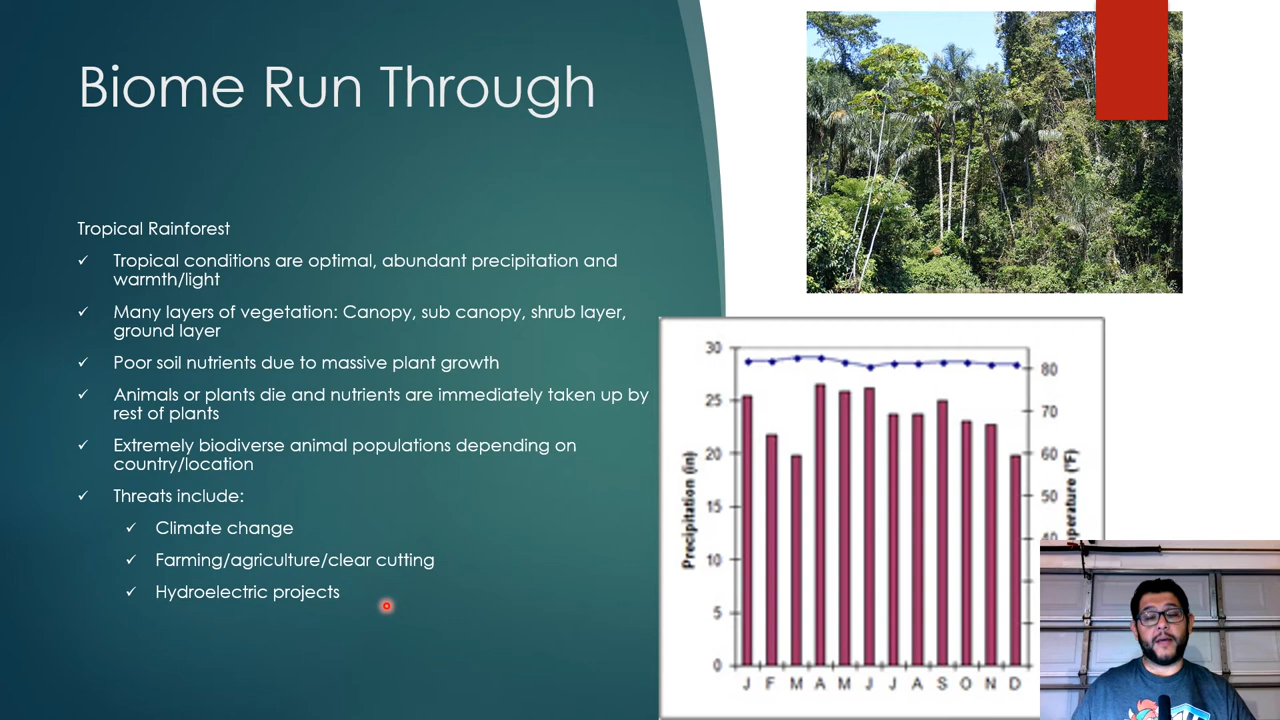 Biome Run Through
Tropical Rainforest
Tropical conditions are optimal, abundant precipitation and
warmth/light
Many layers of vegetation: Canopy, sub canopy, shrub layer,
ground layer
Poor soil nutrients due to massive plant growth
Animals or plants die and nutrients are immediately taken up by
rest of plants
Extremely biodiverse animal populations depending on
country/location
Threats include:
Climate change
Farming/agriculture/clear cutting
Hydroelectric projects
Precipitation (in)
30
25
20
15
10
5
0
J F M A M J J A S O N D
80
70
60
50
40
perature (°F)